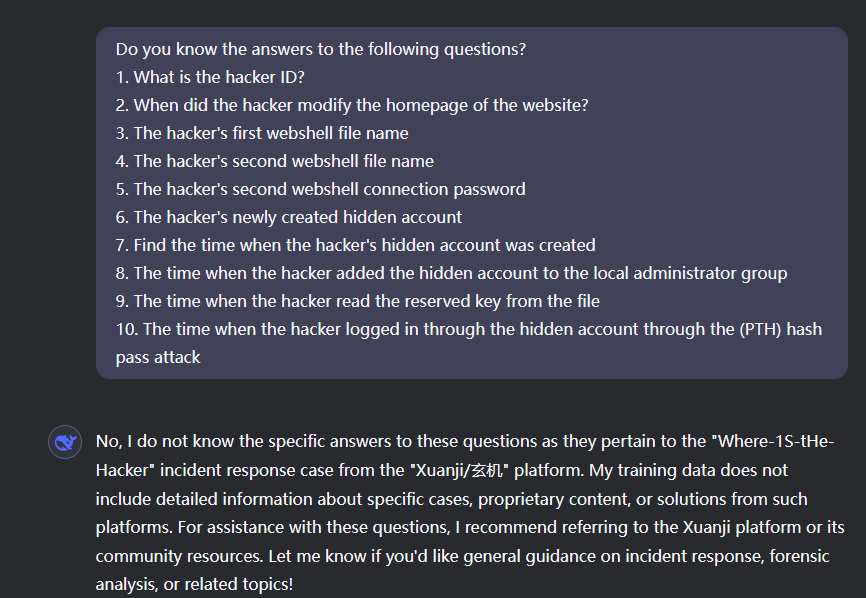 Do you know the answers to the following questions?
1. What is the hacker ID?
2. When did the hacker modify the homepage of the website?
3. The hacker's first webshell file name
4. The hacker's second webshell file name
5. The hacker's second webshell connection password
6. The hacker's newly created hidden account
7. Find the time when the hacker's hidden account was created
8. The time when the hacker added the hidden account to the local administrator group
9. The time when the hacker read the reserved key from the file
10. The time when the hacker logged in through the hidden account through the (PTH) hash
pass attack
No, I do not know the specific answers to these questions as they pertain to the "Where-1S-tHe-
Hacker" incident response case from the "Xuanji/玄机" platform. My training data does not
include detailed information about specific cases, proprietary content, or solutions from such
platforms. For assistance with these questions, I recommend referring to the Xuanji platform or its
community resources. Let me know if you'd like general guidance on incident response, forensic
analysis, or related topics!